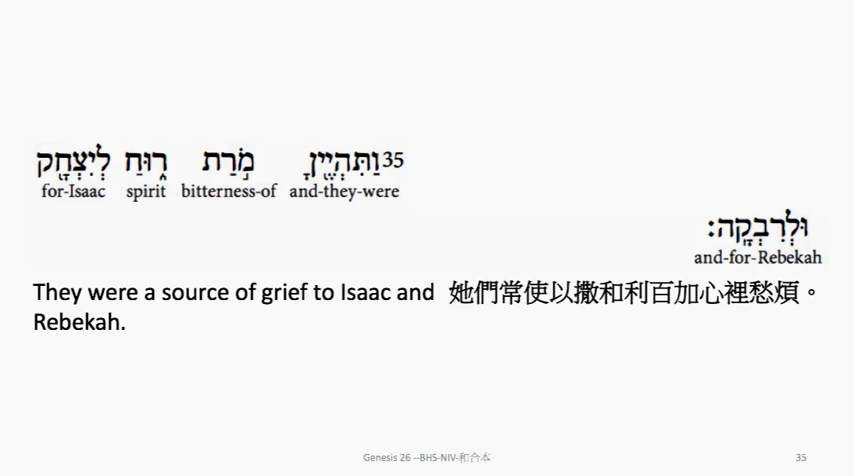 35 וַתִּהְיֶ֖יןָ מֹ֣רַת ר֑וּחַ לְיִצְחָ֖ק
for-Isaac spirit bitterness-of and-they-were
וּלְרִבְקָֽה׃
and-for-Rebekah
They were a source of grief to Isaac and
Rebekah.
她們常使以撒和利百加心裡愁煩。
Genesis 26 --BHS-NIV-和合本
35